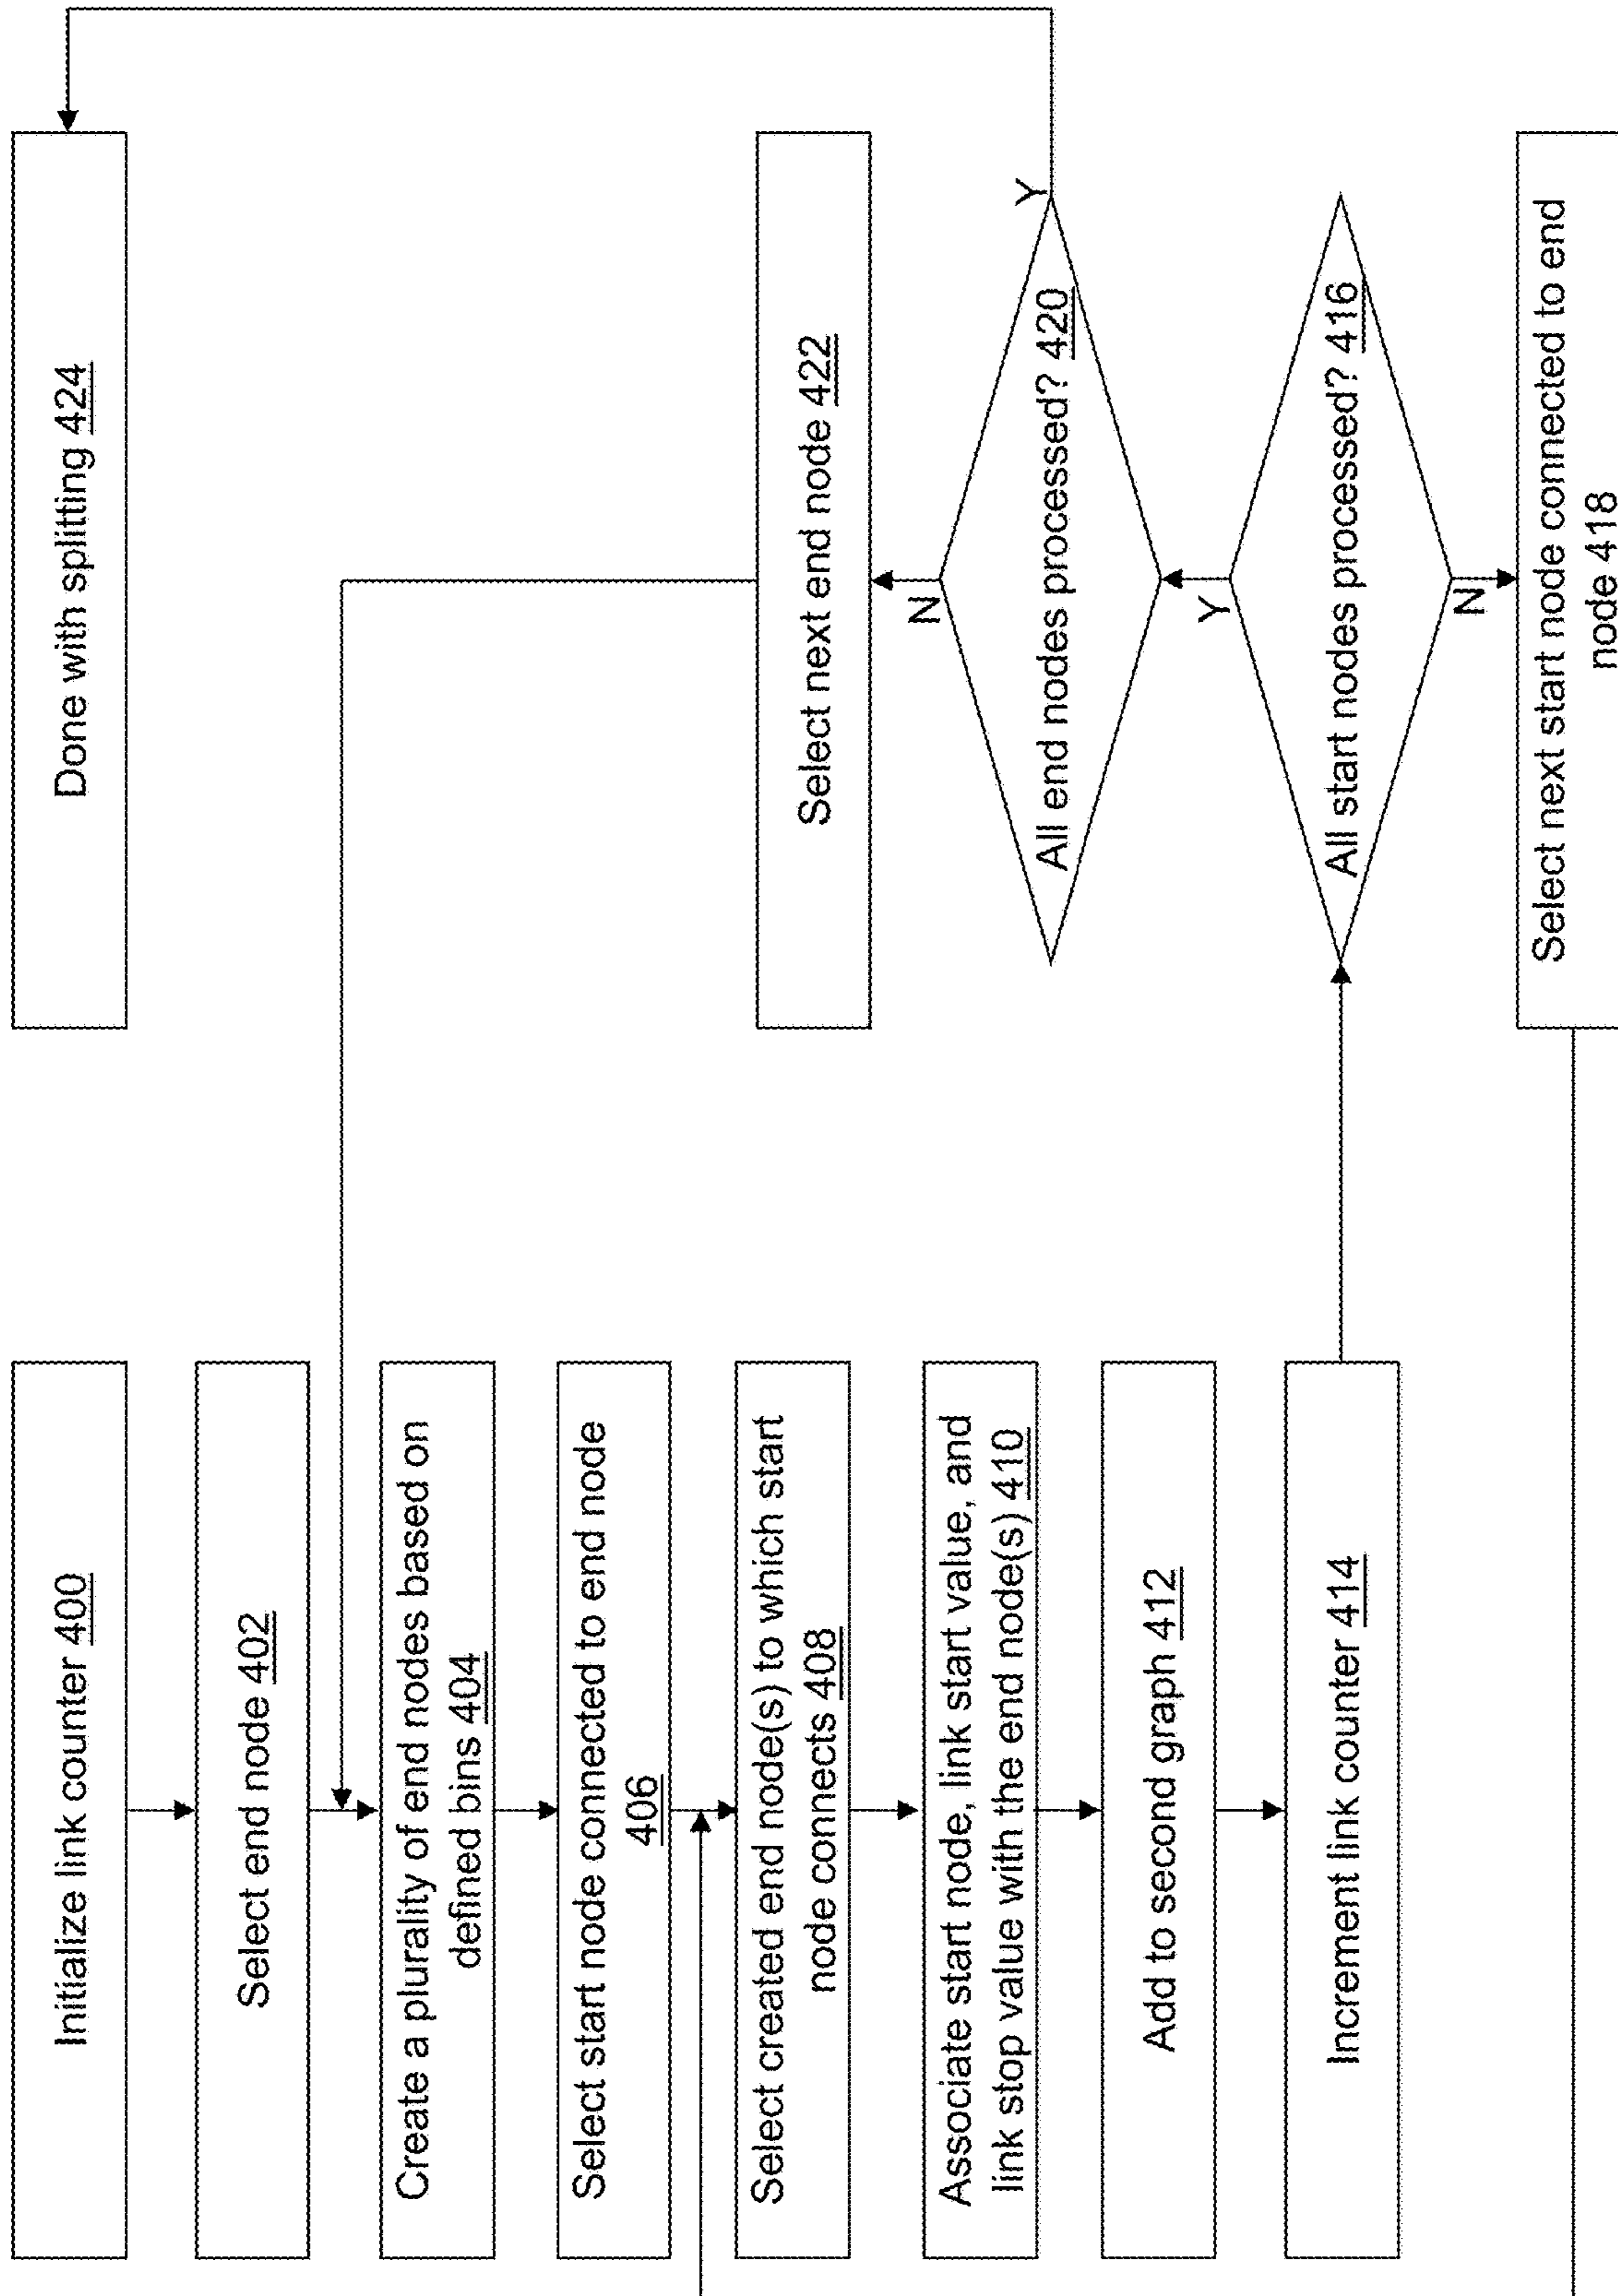 Initialize link counter 400
Select end node 402
Create a plurality of end nodes based on
defined bins 404
Select start node connected to end node
406
Select created end node(s) to which start
node connects 408
Associate start node, link start value, and
link stop value with the end node(s) 410
Add to second graph 412
Increment link counter 414
Done with splitting 424
Select next end node 422
N
All end nodes processed? 420
Y
Y
All start nodes processed? 416
N
Select next start node connected to end
node 418